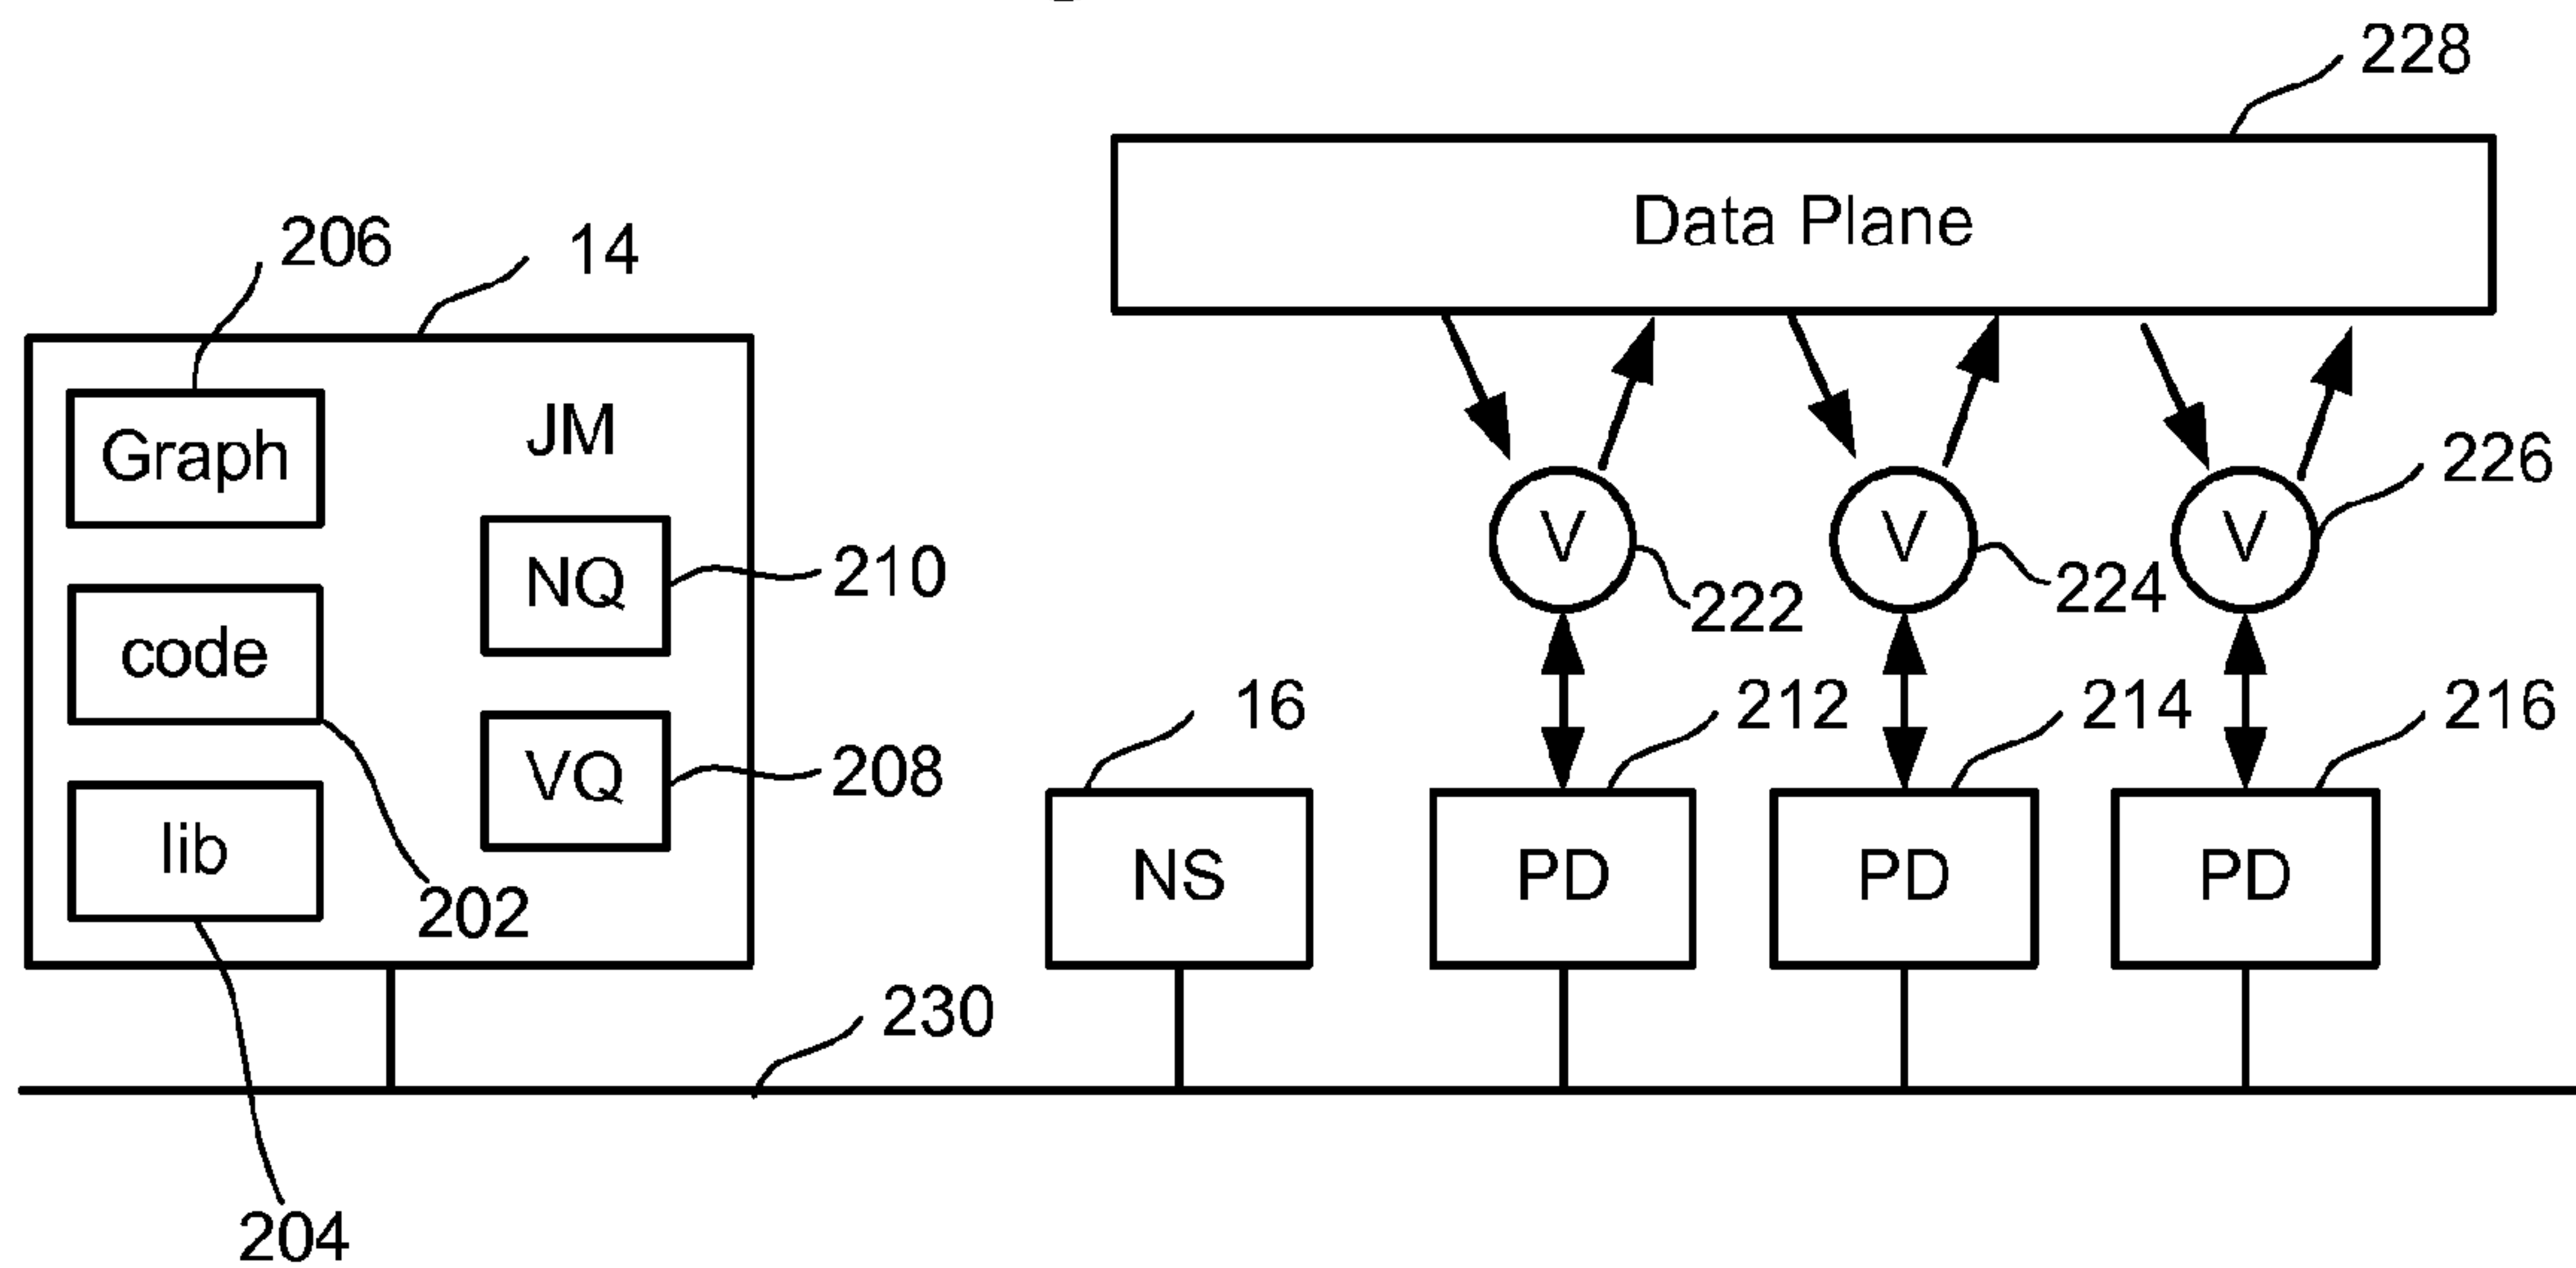 228
Data Plane
206
14
Graph
JM
226
NQ
210
V
V
V
222
224
code
VQ
208
16
212
214
216
lib
202
NS
PD
PD
PD
230
204